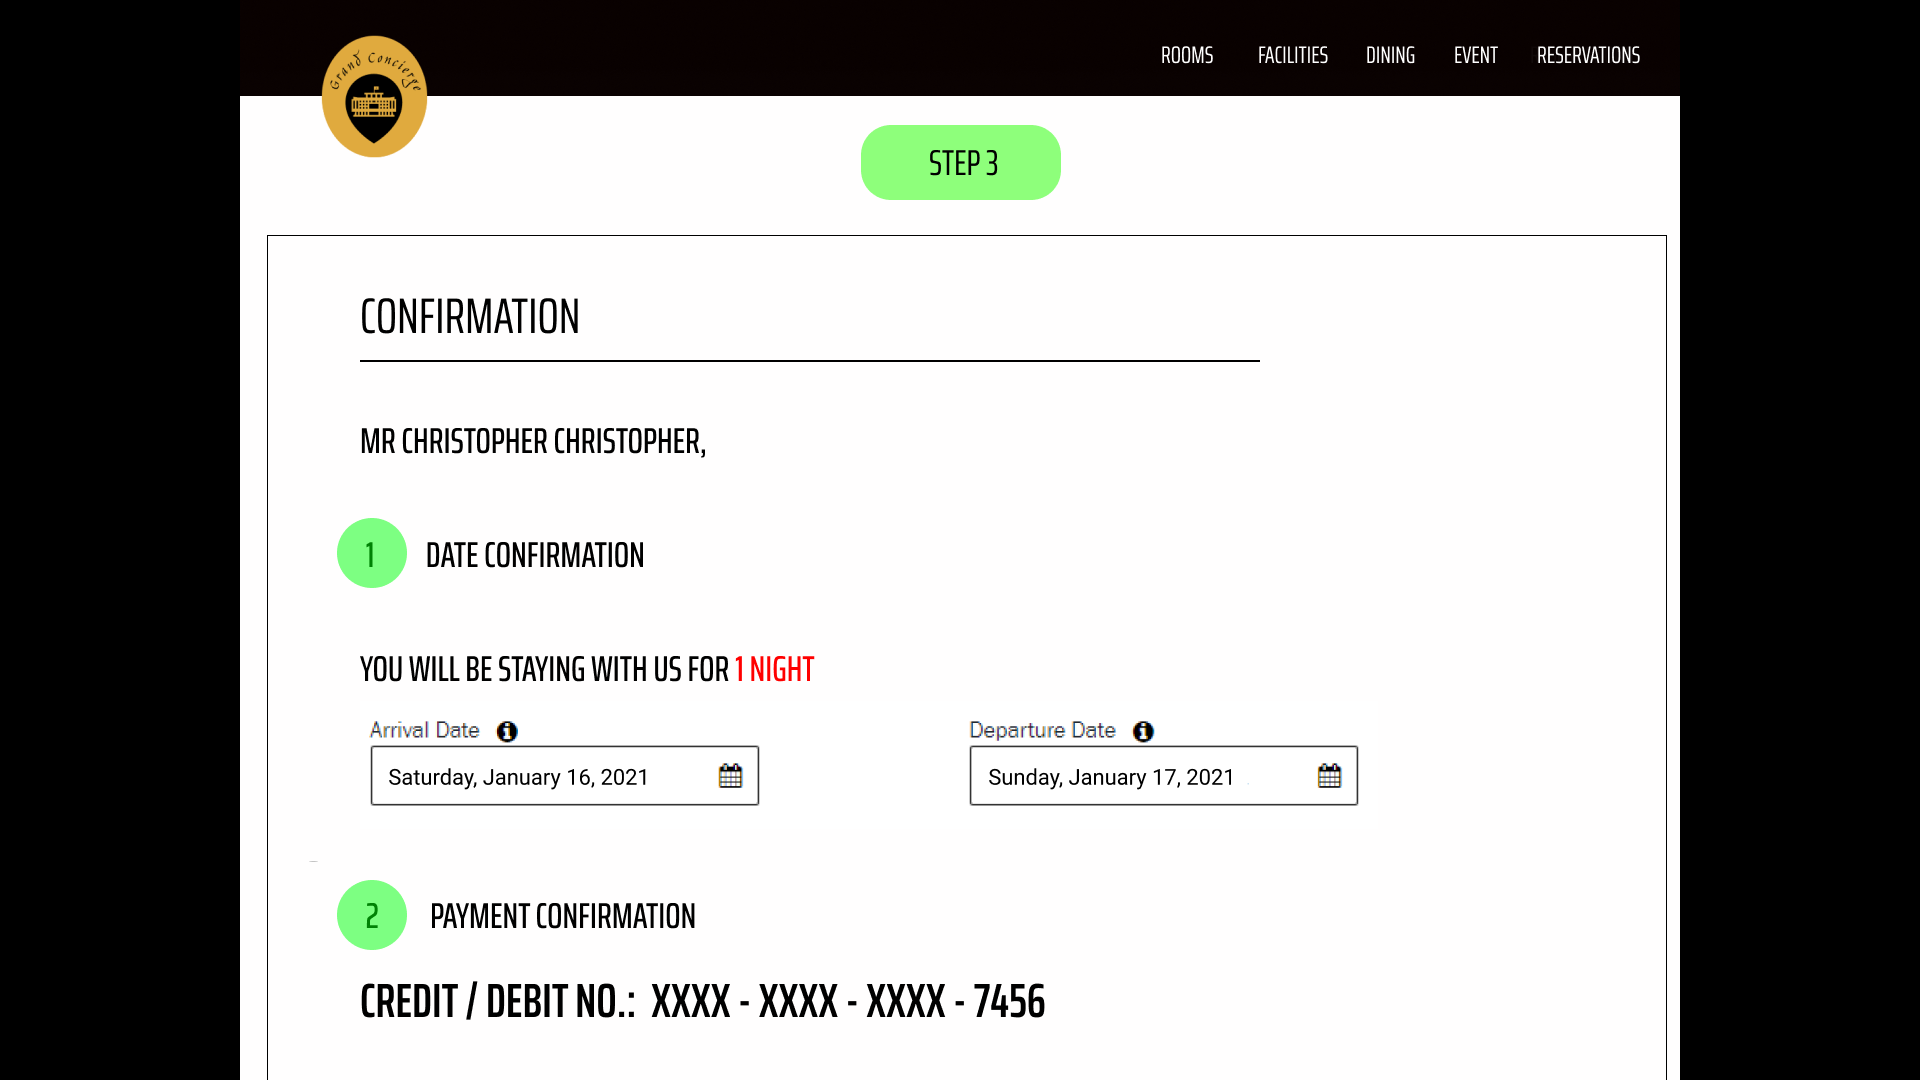 Grand Concierge
ROOMS FACILITIES DINING EVENT RESERVATIONS
STEP 3
CONFIRMATION
MR CHRISTOPHER CHRISTOPHER,
1 DATE CONFIRMATION
YOU WILL BE STAYING WITH US FOR 1 NIGHT
Arrival Date Departure Date
Saturday, January 16, 2021 Sunday, January 17, 2021
2 PAYMENT CONFIRMATION
CREDIT / DEBIT NO.: XXXX - XXXX - XXXX - 7456